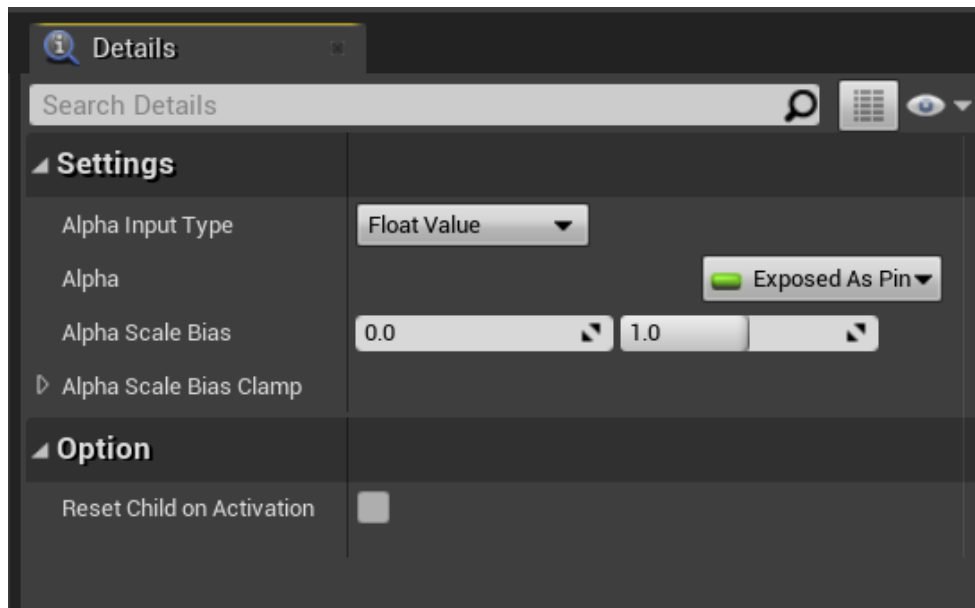 Details
Search Details
Settings
Alpha Input Type Float Value
Alpha Exposed As Pin
Alpha Scale Bias 0.0 1.0
Alpha Scale Bias Clamp
Option
Reset Child on Activation